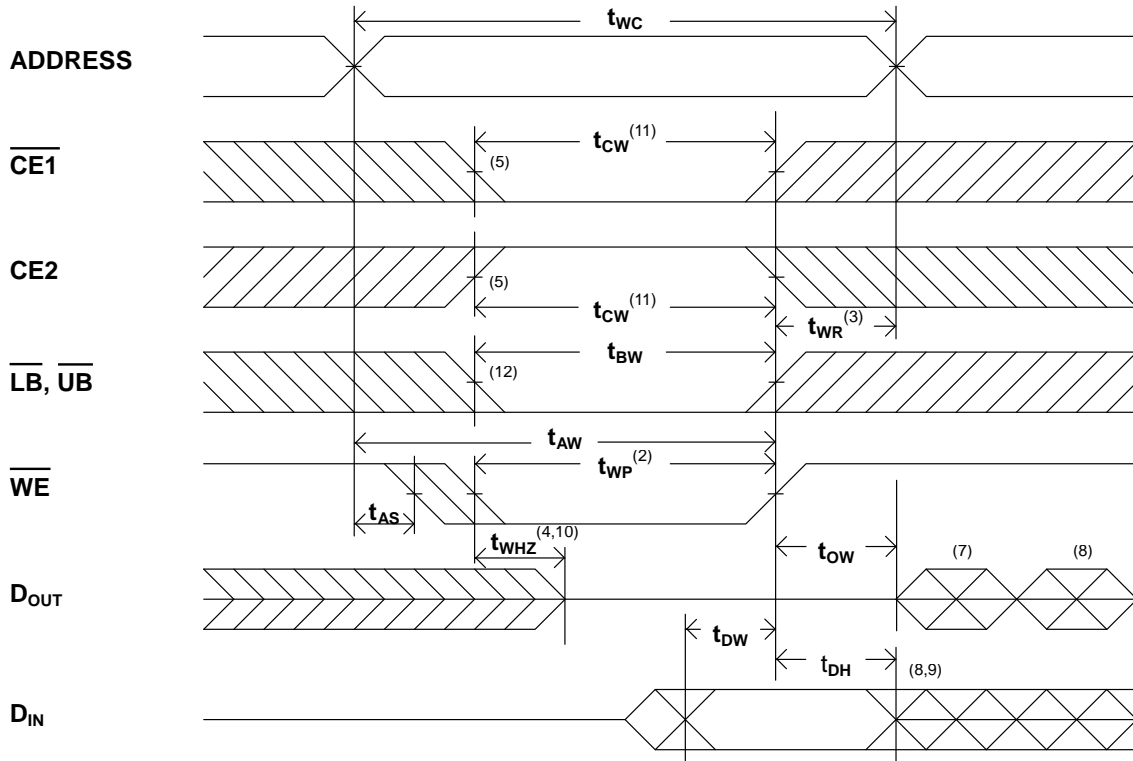 tWC
ADDRESS
CE1
tCW(11)
(5)
CE2
(5)
tCW(11)
tWR(3)
LB, UB
tBW
(12)
tAW
WE
tWP(2)
tAS
tWHZ(4,10)
tOW
DOUT
(7)
(8)
tDW
tDH
(8,9)
DIN